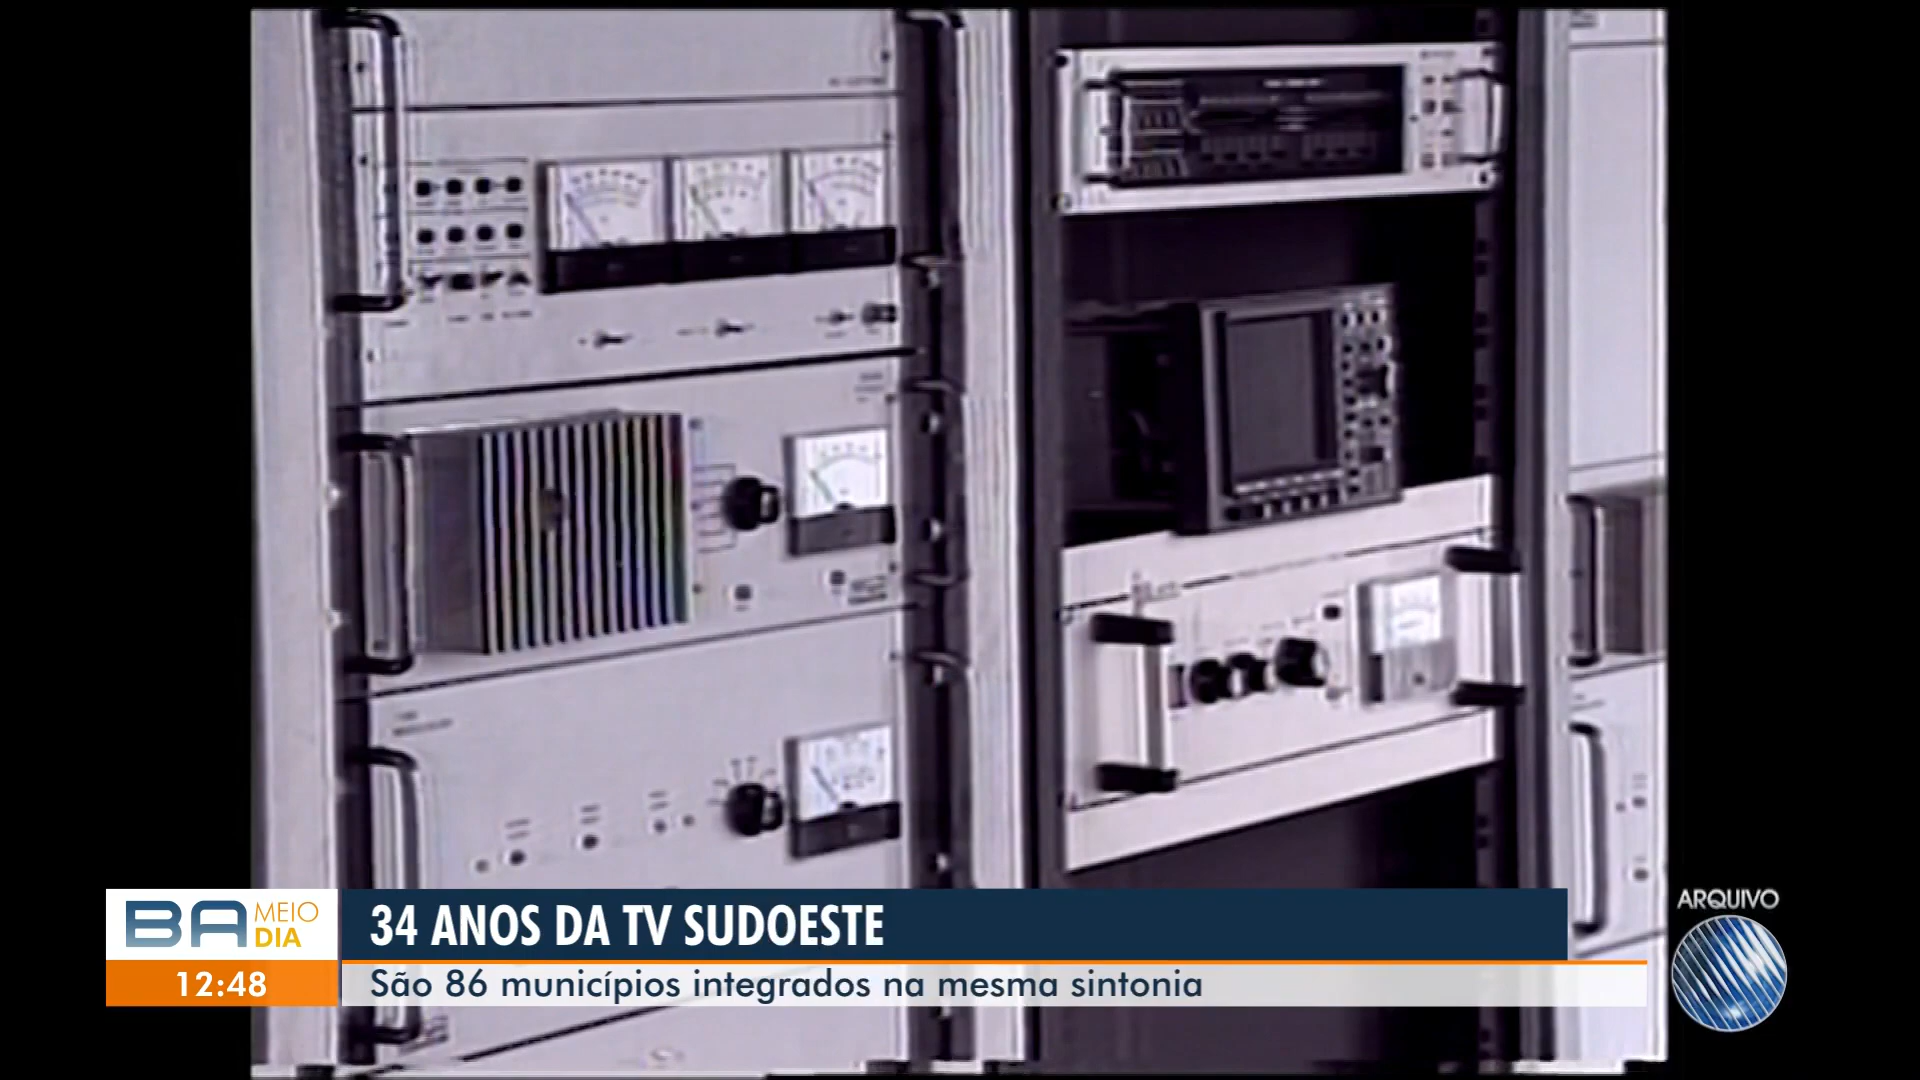 BA MEIO
DIA
34 ANOS DA TV SUDOESTE
ARQUIVO
12:48
São 86 municípios integrados na mesma sintonia